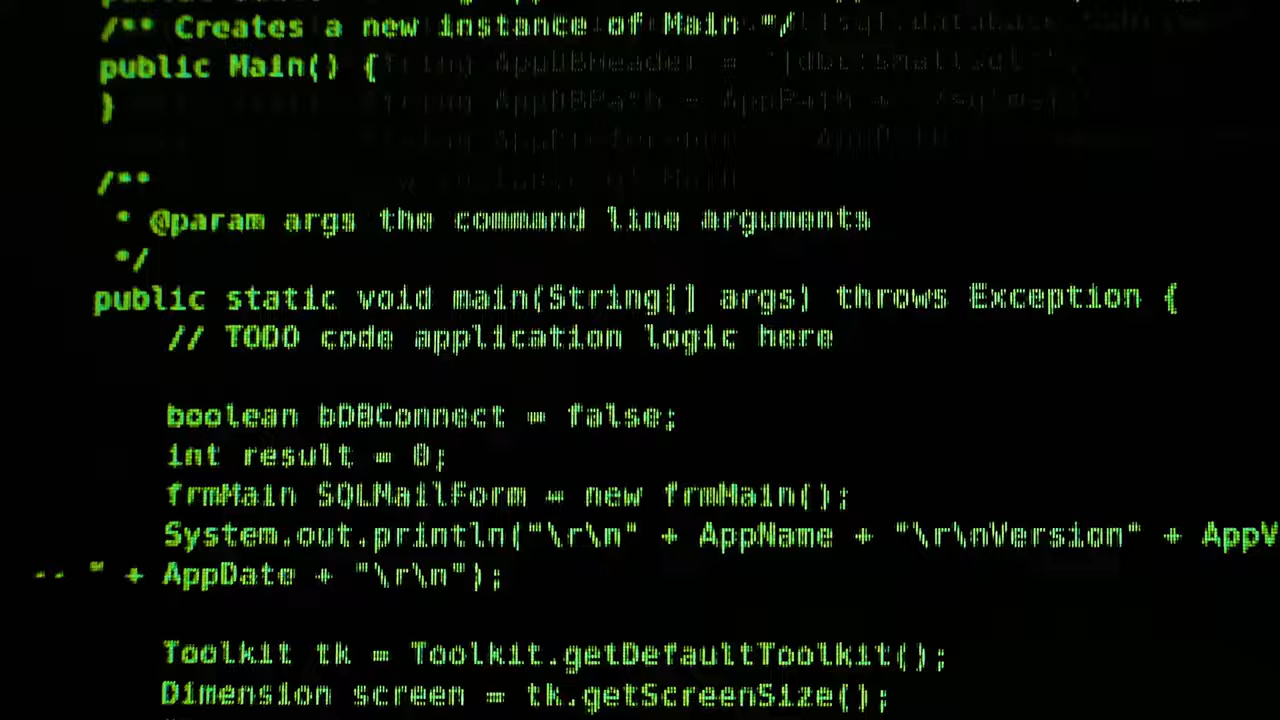 /** Creates a new instance of Main */
public Main() {
}
/**
* @param args the command line arguments
*/
public static void main(String[] args) throws Exception {
// TODO code application logic here
boolean bDBConnect = false;
int result = 0;
frmMain SQLMailForm = new frmMain();
System.out.println("\r\n" + AppName + "\r\nVersion" + AppV
-- " + AppDate + "\r\n");
Toolkit tk = Toolkit.getDefaultToolkit();
Dimension screen = tk.getScreenSize();